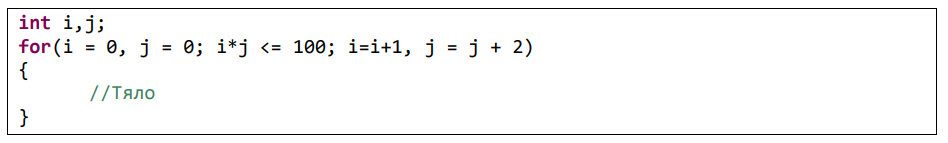 int i,j;
for(i = 0, j = 0; i*j <= 100; i=i+1, j = j + 2)
{
//Тяло
}